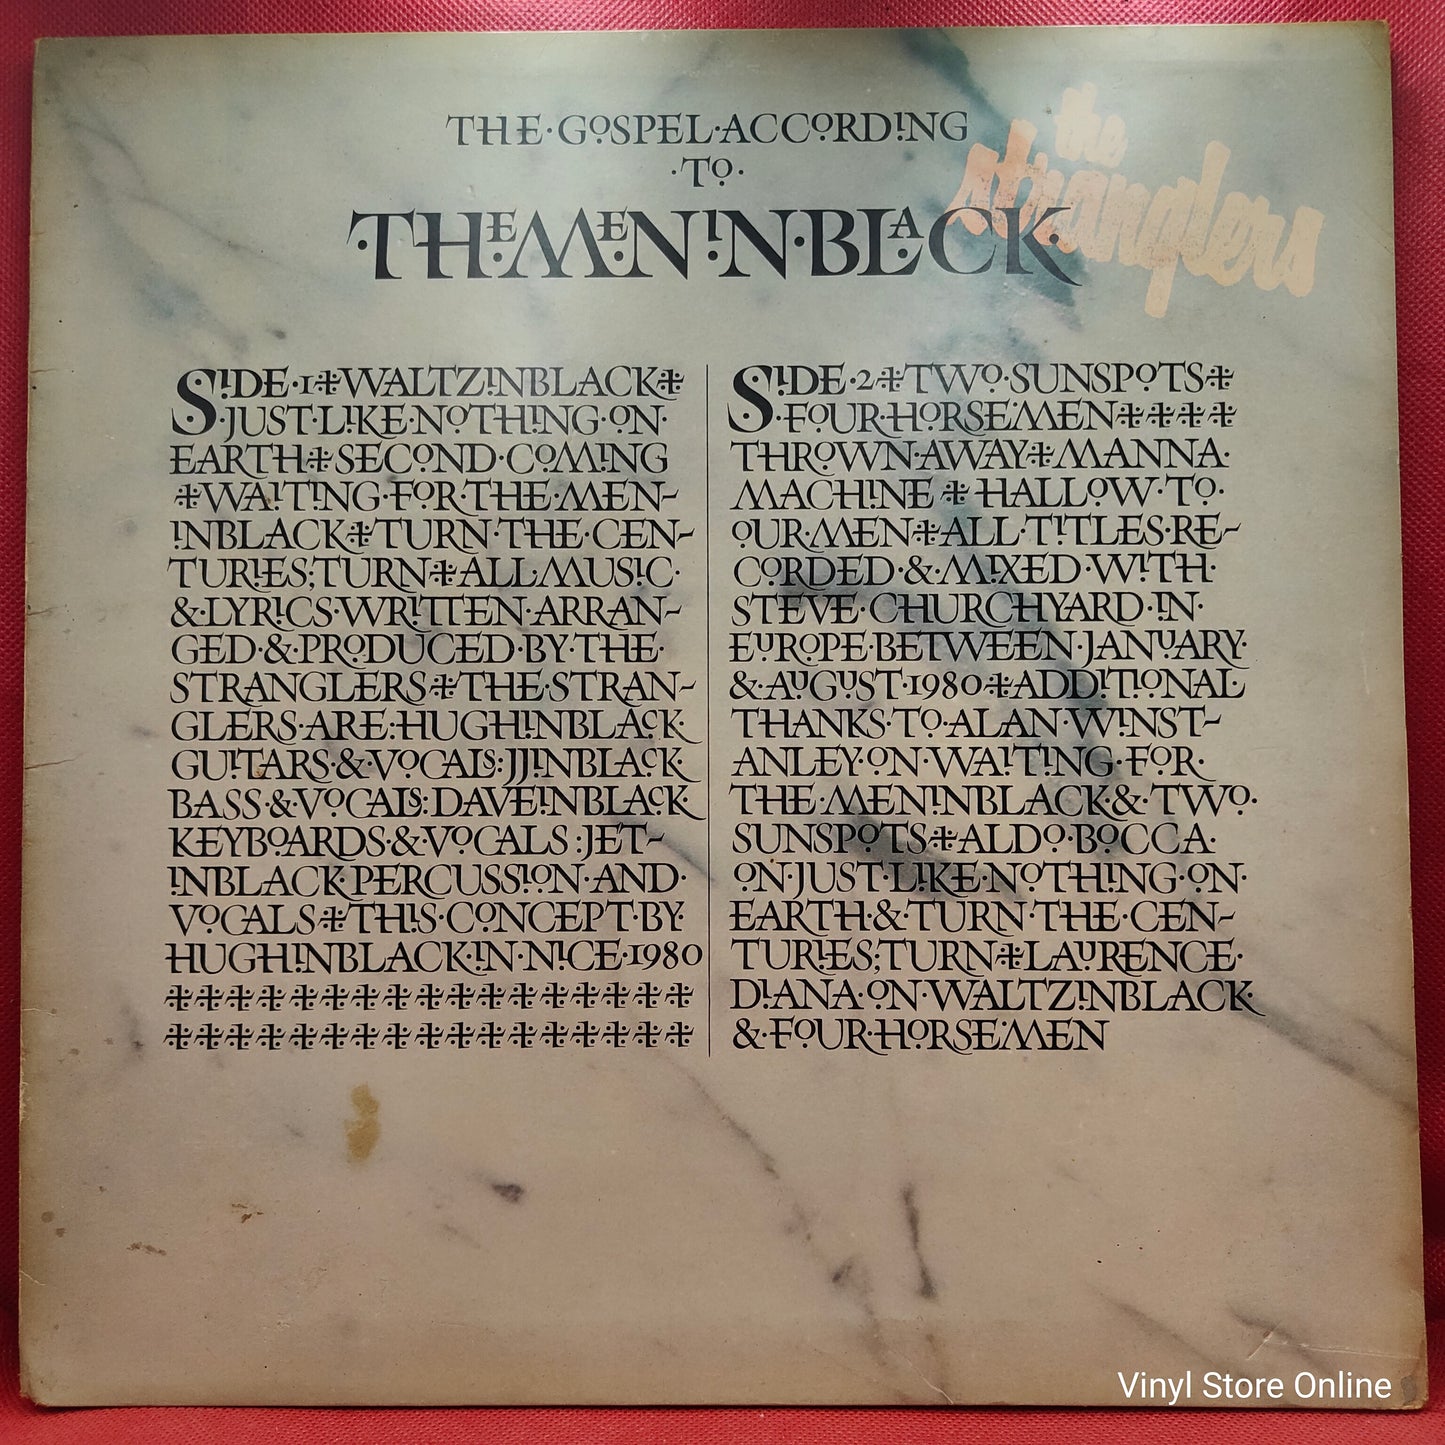 THE·GOSPEL·ACCORDING
·TO·
the
stranglers
·THEMENINBLACK·
SIDE·1⁜WALTZINBLACK⁜
·JUST·LIKE·NOTHING·ON·
EARTH⁜SECOND·COMING
⁜WAITING·FOR·THE·MEN-
INBLACK⁜TURN·THE·CEN-
TURIES;TURN⁜ALL·MUSIC·
&·LYRICS·WRITTEN·ARRAN-
GED·&·PRODUCED·BY·THE·
STRANGLERS⁜THE·STRAN-
GLERS·ARE:HUGHINBLACK·
GUITARS·&·VOCALS:JJINBLACK·
BASS·&·VOCALS:DAVEINBLACK·
KEYBOARDS·&·VOCALS:JET-
INBLACK·PERCUSSION·AND·
VOCALS⁜THIS·CONCEPT·BY·
HUGHINBLACK·IN·NICE·1980
⁜⁜⁜⁜⁜⁜⁜⁜⁜⁜⁜⁜⁜⁜⁜⁜⁜
⁜⁜⁜⁜⁜⁜⁜⁜⁜⁜⁜⁜⁜⁜⁜⁜⁜
SIDE·2⁜TWO·SUNSPOTS⁜
·FOUR·HORSEMEN⁜⁜⁜⁜
THROWN·AWAY⁜MANNA·
MACHINE⁜HALLOW·TO·
OUR·MEN⁜ALL·TITLES·RE-
CORDED·&·MIXED·WITH·
STEVE·CHURCHYARD·IN·
EUROPE·BETWEEN·JANUARY·
&·AUGUST·1980⁜ADDITIONAL·
THANKS·TO·ALAN·WINST-
ANLEY·ON·WAITING·FOR·
THE·MENINBLACK·&·TWO·
SUNSPOTS⁜ALDO·BOCCA·
ON·JUST·LIKE·NOTHING·ON·
EARTH·&·TURN·THE·CEN-
TURIES;TURN⁜LAURENCE·
DIANA·ON·WALTZINBLACK·
&·FOUR·HORSEMEN
Vinyl Store Online